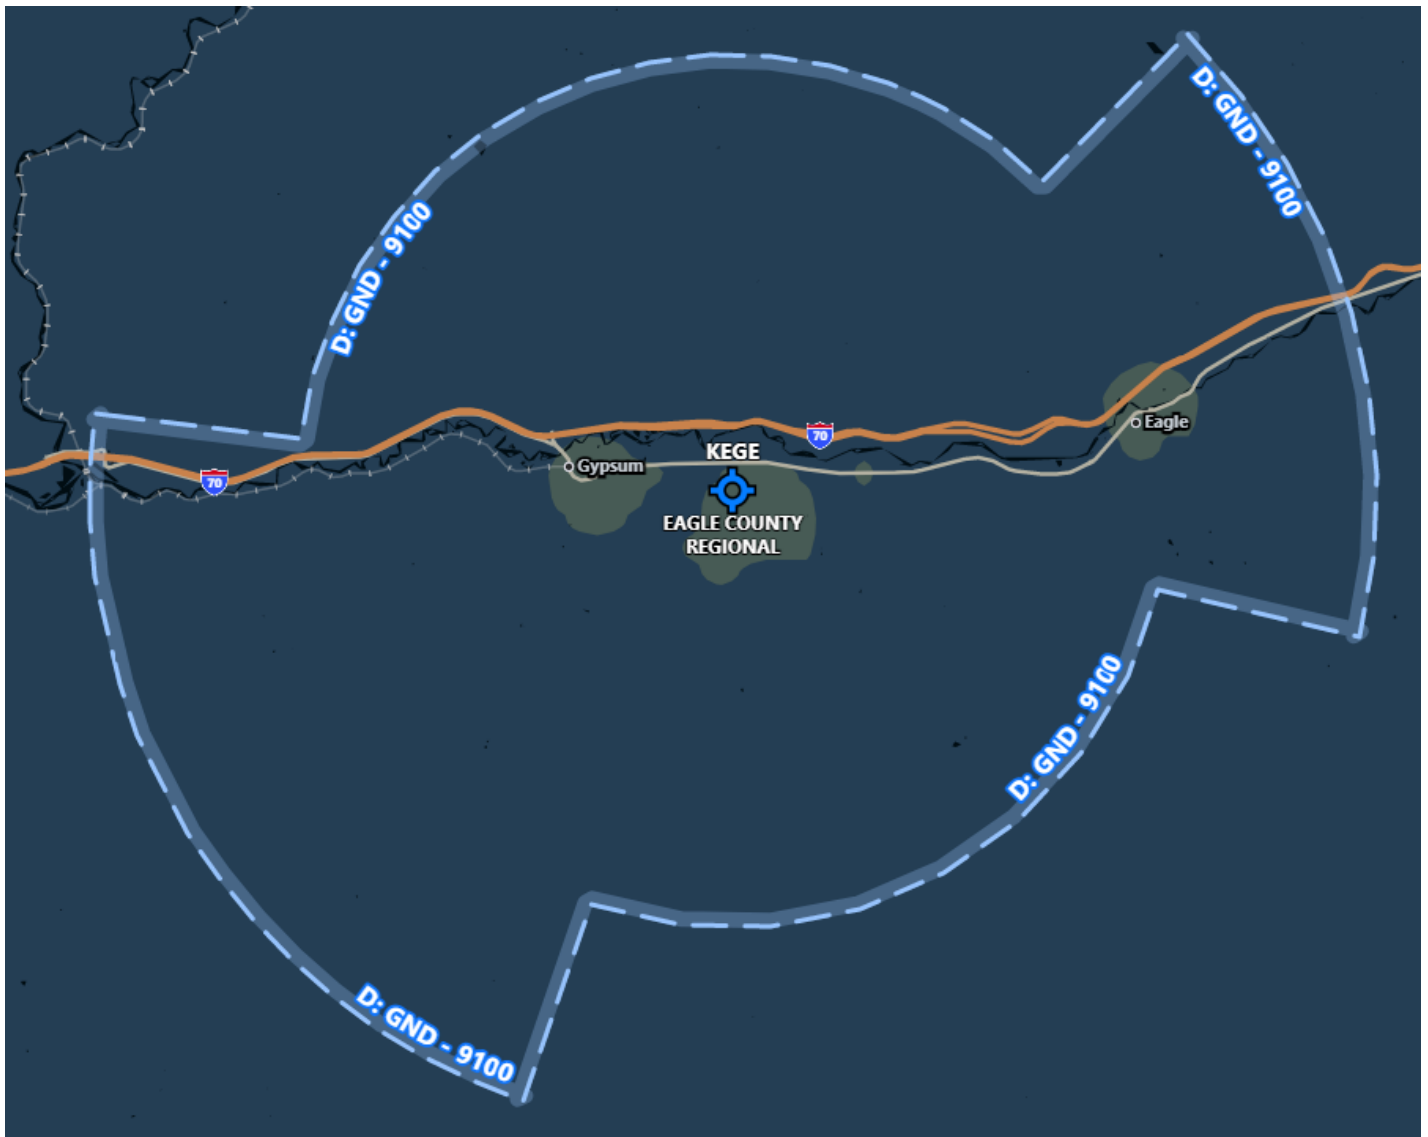 D: GND - 9100
D: GND - 9100
Eagle
70
KEGE
Gypsum
70
EAGLE COUNTY
REGIONAL
D: GND - 9100
D: GND - 9100